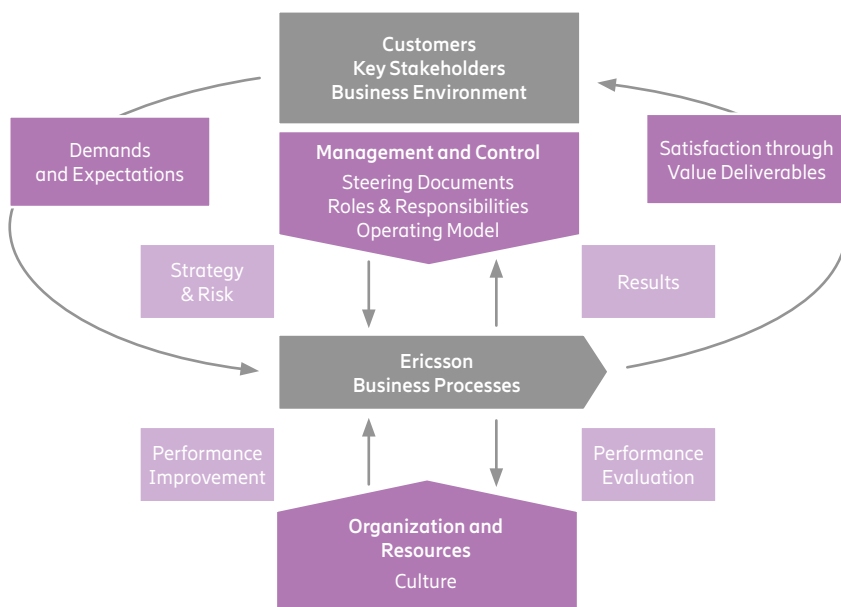 Customers
Key Stakeholders
Business Environment
Demands
and Expectations
Management and Control
Steering Documents
Roles & Responsibilities
Operating Model
Satisfaction through
Value Deliverables
Strategy
& Risk
Results
Ericsson
Business Processes
Performance
Improvement
Performance
Evaluation
Organization and
Resources
Culture